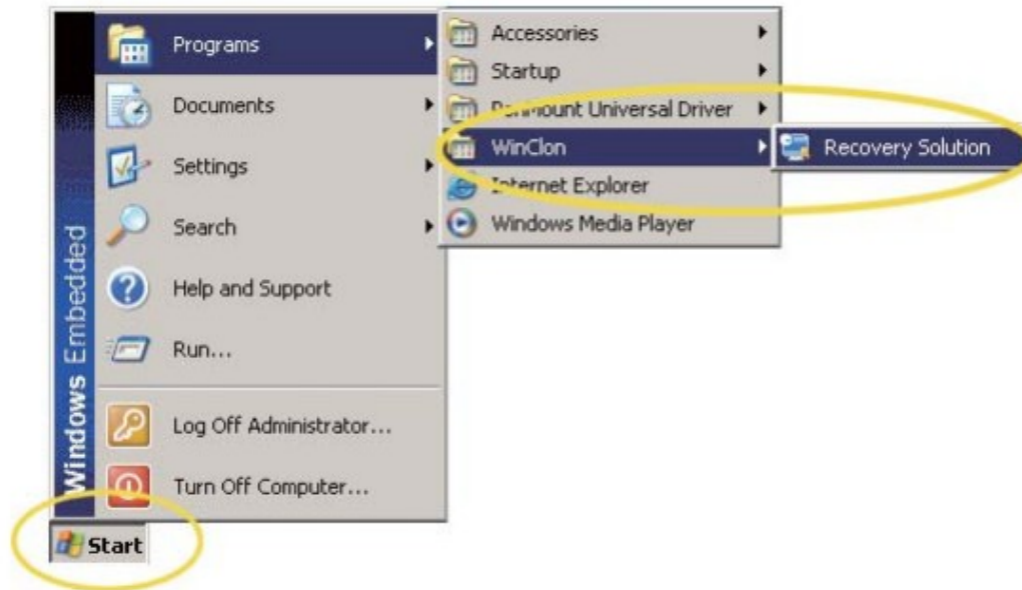 Programs
Documents
Settings
Search
Help and Support
Run...
Log Off Administrator...
Turn Off Computer...
Windows Embedded
Start
Accessories
Startup
Universal Driver
WinClon
Internet Explorer
Windows Media Player
Recovery Solution